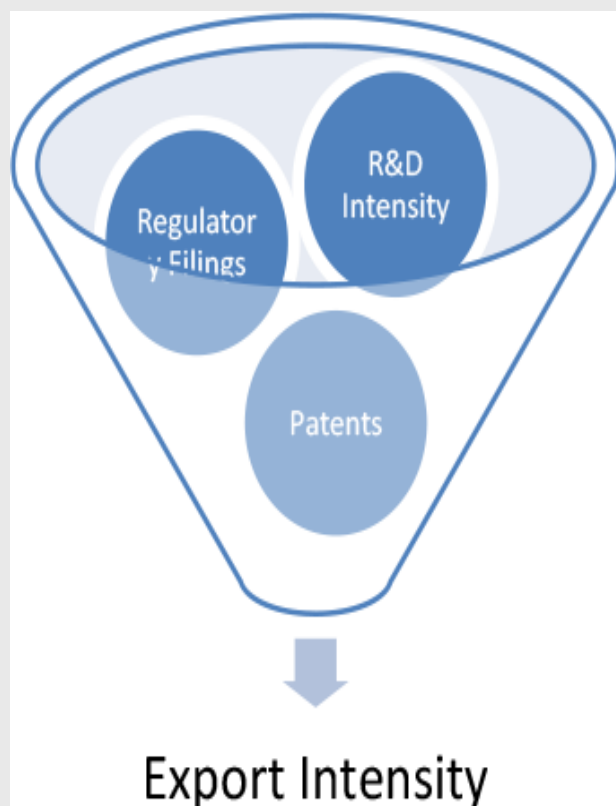 R&D
Intensity
Regulator
y Filings
Patents
Export Intensity